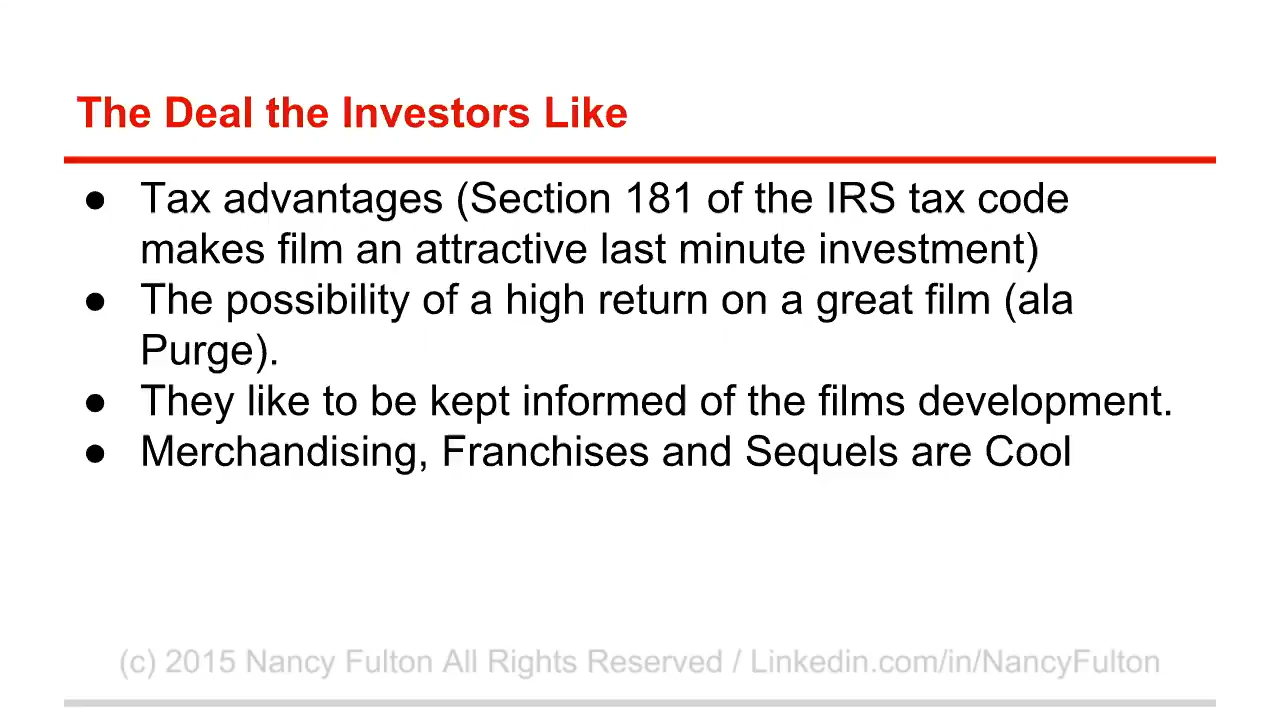 The Deal the Investors Like
● Tax advantages (Section 181 of the IRS tax code
makes film an attractive last minute investment)
● The possibility of a high return on a great film (ala
Purge).
● They like to be kept informed of the films development.
● Merchandising, Franchises and Sequels are Cool
(c) 2015 Nancy Fulton All Rights Reserved / Linkedin.com/in/NancyFulton